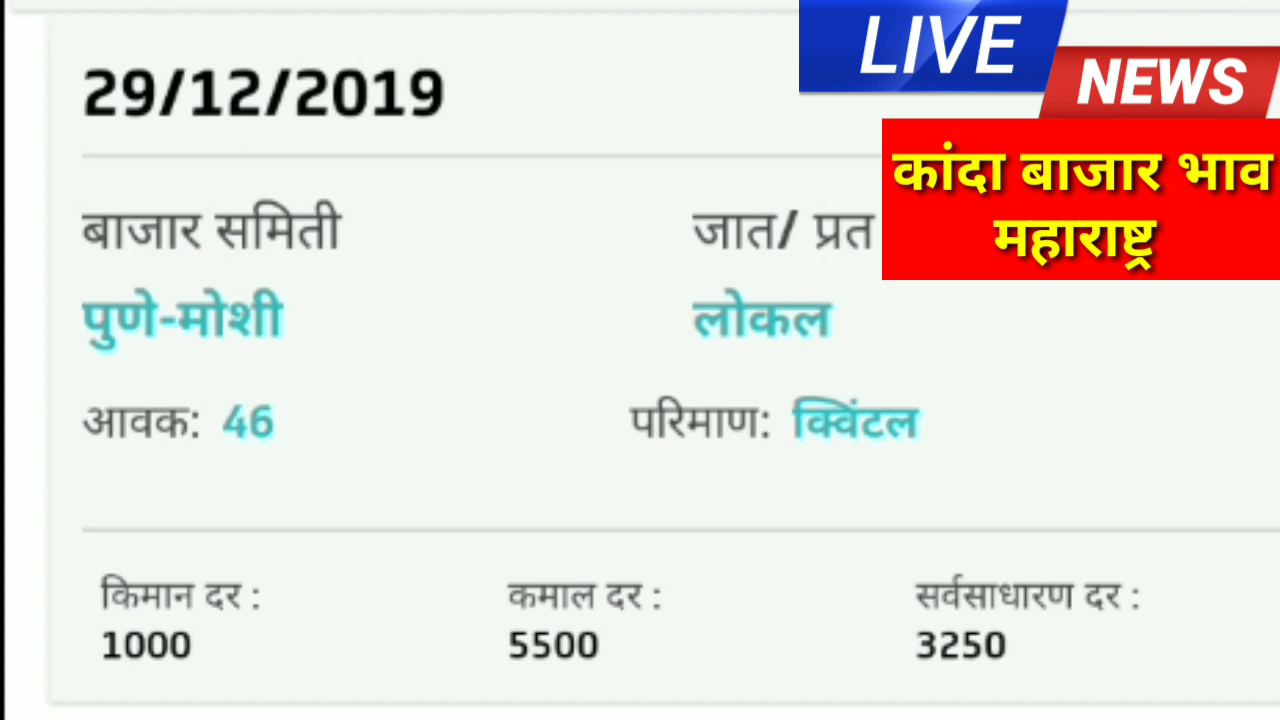 LIVE
NEWS
कांदा बाजार भाव
महाराष्ट्र
29/12/2019
बाजार समिती जात/ प्रत
पुणे-मोशी लोकल
आवक: 46 परिमाण: क्विंटल
किमान दर : कमाल दर : सर्वसाधारण दर :
1000 5500 3250